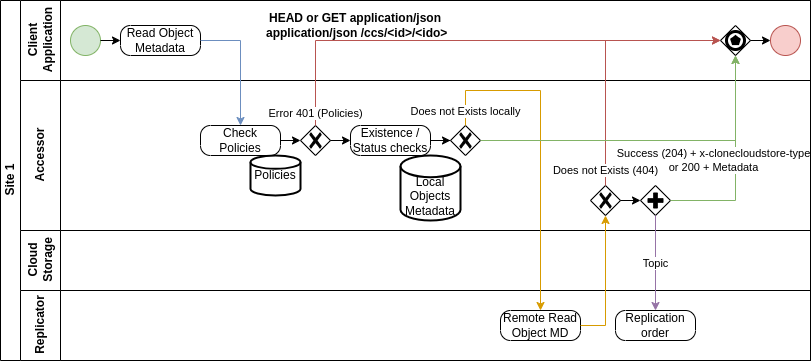 Site 1
Client
Application
Accessor
Cloud
Storage
Replicator
HEAD or GET application/json
application/json /ccs/<id>/<ido>
Read Object
Metadata
Error 401 (Policies)
Does not Exists locally
Check
Policies
Existence /
Status checks
Policies
Local
Objects
Metadata
Success (204) + x-clonecloudstore-type
or 200 + Metadata
Does not Exists (404)
Topic
Remote Read
Object MD
Replication
order